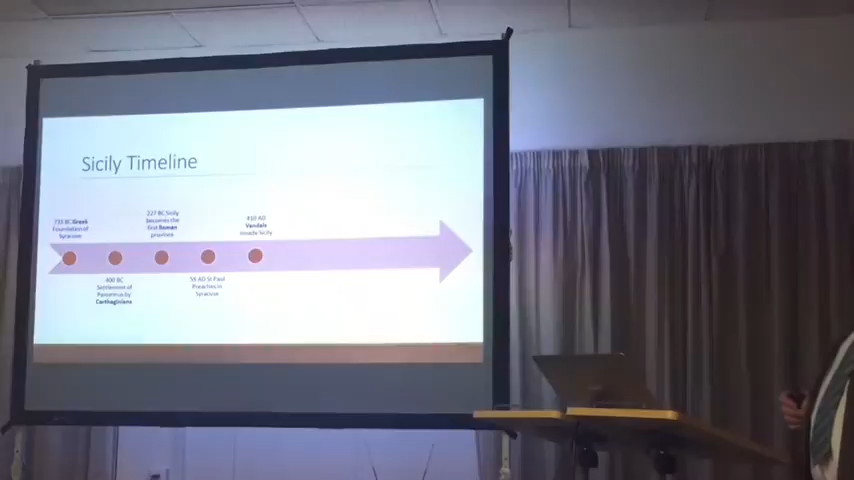 Sicily Timeline
733 BC Greek
Foundation of
Syracuse
227 BC Sicily
becomes the
first Roman
province
410 AD
Vandals
invade Sicily
400 BC
Settlement of
Panormus by
Carthaginians
59 AD St Paul
Preaches in
Syracuse